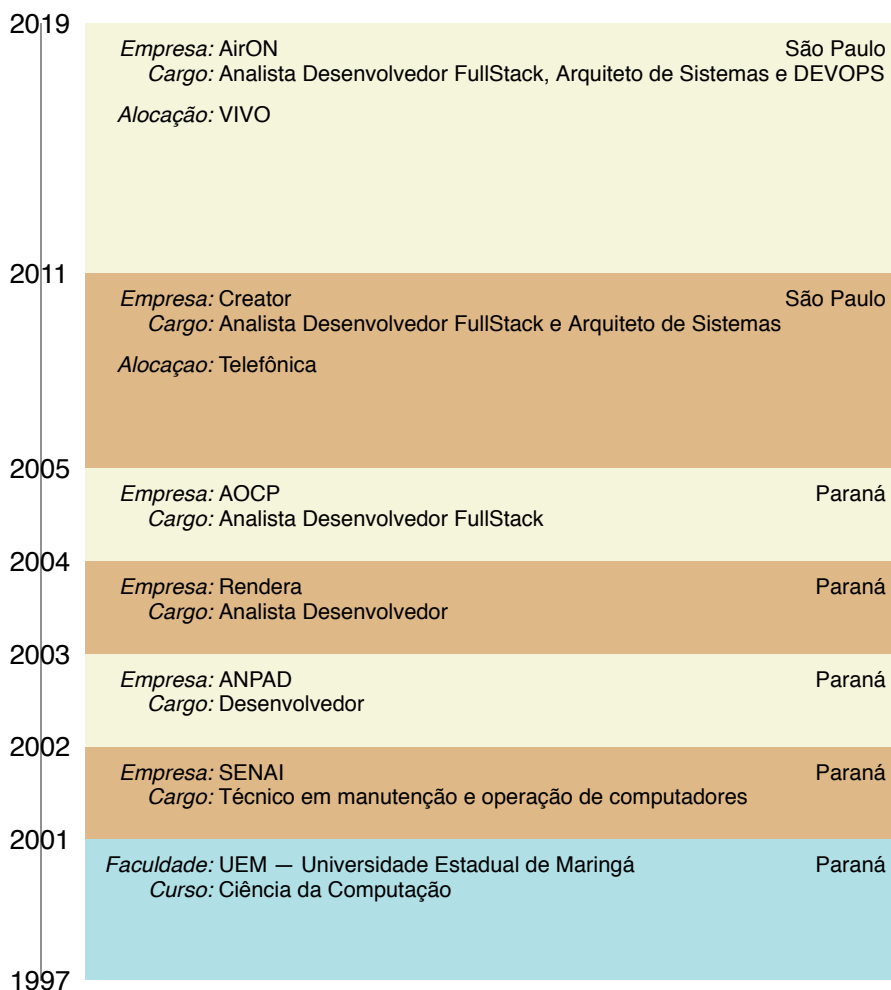 2019
Empresa: AirON São Paulo
Cargo: Analista Desenvolvedor FullStack, Arquiteto de Sistemas e DEVOPS
Alocação: VIVO
2011
Empresa: Creator São Paulo
Cargo: Analista Desenvolvedor FullStack e Arquiteto de Sistemas
Alocaçao: Telefônica
2005
Empresa: AOCP Paraná
Cargo: Analista Desenvolvedor FullStack
2004
Empresa: Rendera Paraná
Cargo: Analista Desenvolvedor
2003
Empresa: ANPAD Paraná
Cargo: Desenvolvedor
2002
Empresa: SENAI Paraná
Cargo: Técnico em manutenção e operação de computadores
2001
Faculdade: UEM — Universidade Estadual de Maringá Paraná
Curso: Ciência da Computação
1997